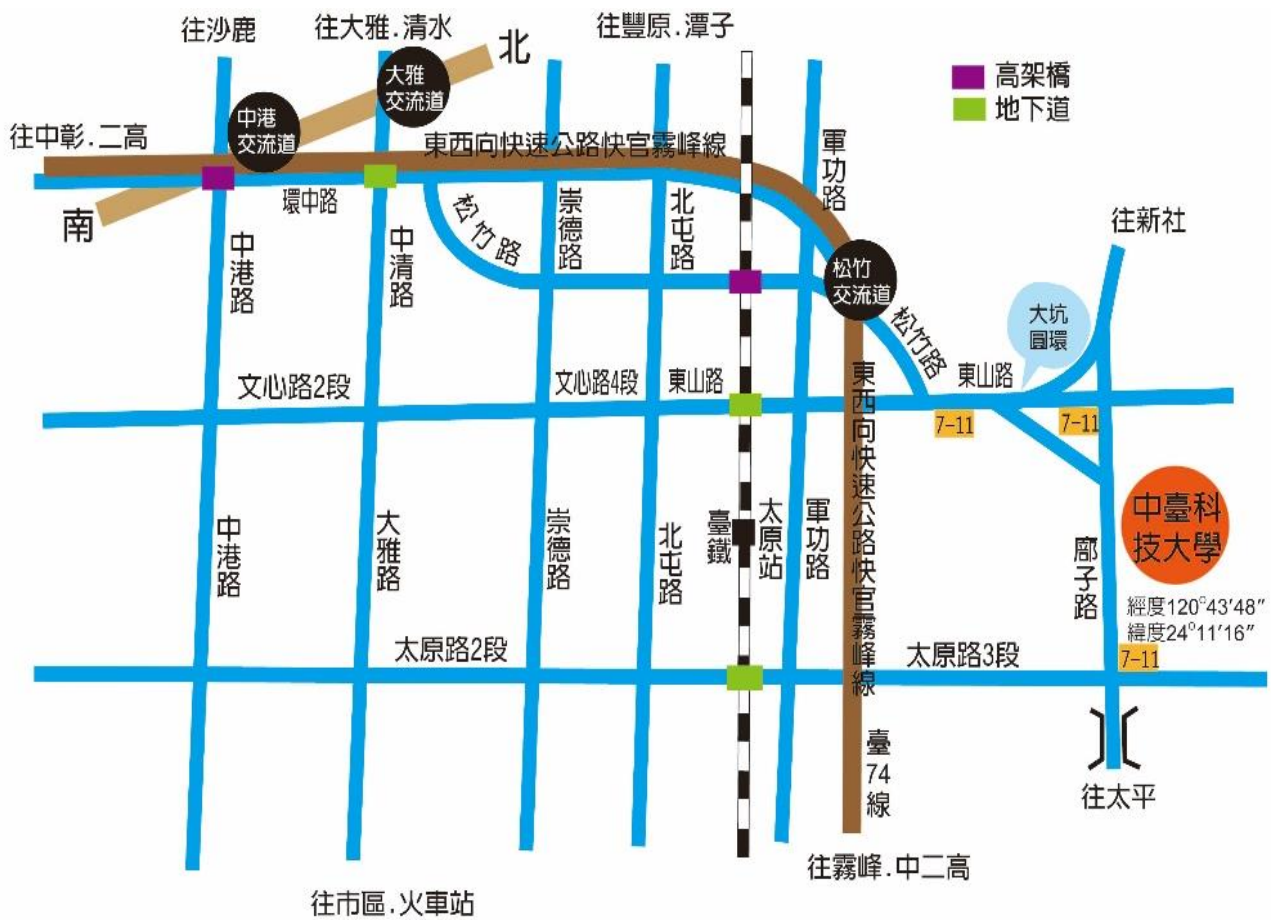 往沙鹿
往大雅.清水
往豐原.潭子
北
大雅
交流道
中港
交流道
高架橋
地下道
往中彰.二高
東西向快速公路快官霧峰線
軍功路
南
環中路
松竹路
崇德路
北屯路
往新社
中港路
中清路
松竹
交流道
松竹路
大坑
圓環
文心路2段
文心路4段
東山路
東山路
7-11
7-11
東西向快速公路快官霧峰線
中港路
大雅路
崇德路
北屯路
臺鐵
太原站
軍功路
廍子路
中臺科
技大學
經度120°43'48"
緯度24°11'16"
太原路2段
太原路3段
7-11
臺74線
往太平
往霧峰.中二高
往市區.火車站